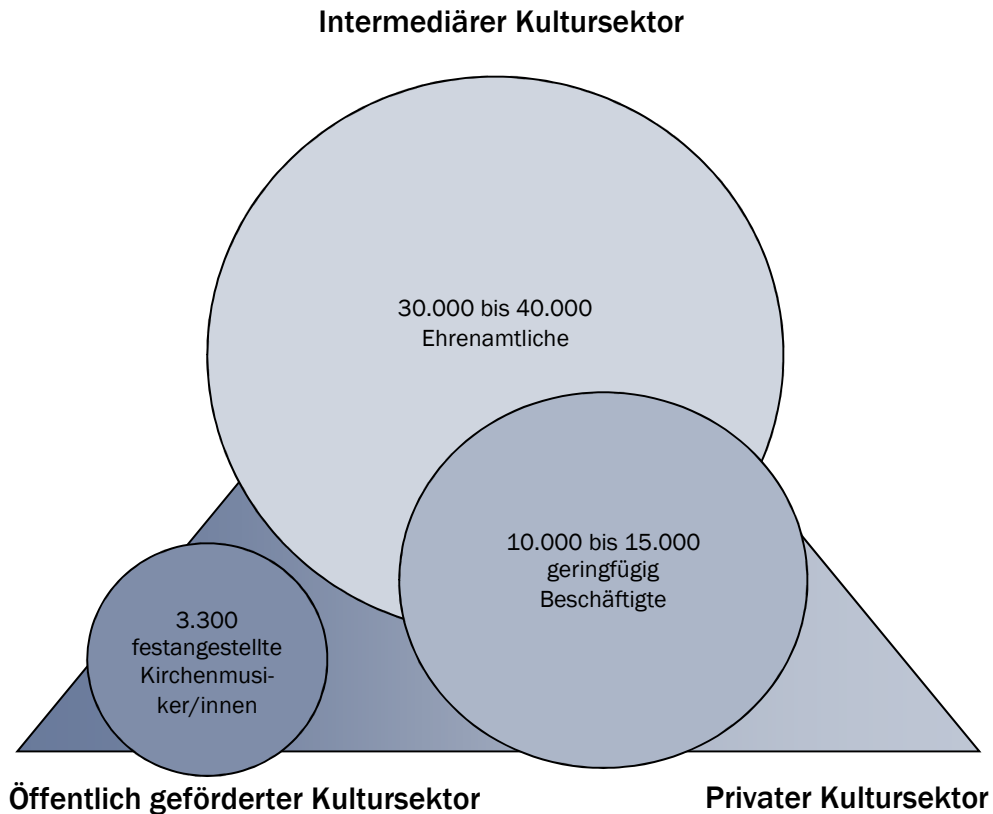 Intermediärer Kultursektor
30.000 bis 40.000
Ehrenamtliche
10.000 bis 15.000
geringfügig
Beschäftigte
3.300
festangestellte
Kirchenmusi-
ker/innen
Öffentlich geförderter Kultursektor
Privater Kultursektor